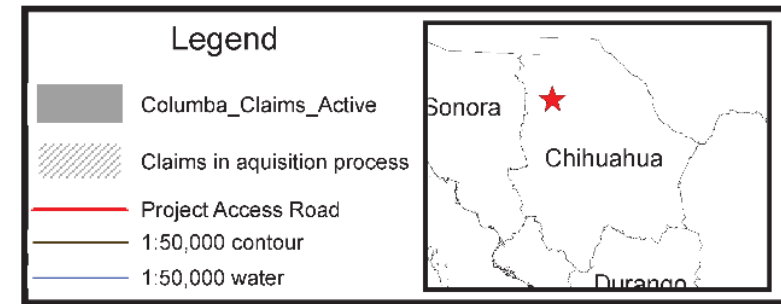 Legend
Columba_Claims_Active
Claims in aquisition process
Project Access Road
1:50,000 contour
1:50,000 water
Sonora
Chihuahua
Durango